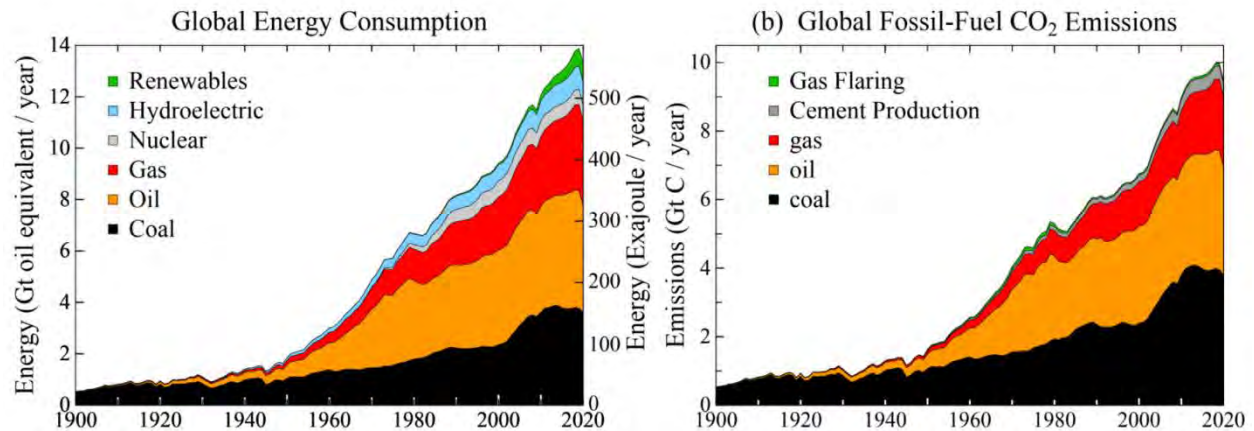 Global Energy Consumption
14
12
10
8
6
4
2
0
Energy (Gt oil equivalent / year)
Renewables
Hydroelectric
Nuclear
Gas
Oil
Coal
500
400
300
200
100
0
Energy (Exajoule / year)
1900 1920 1940 1960 1980 2000 2020
(b) Global Fossil-Fuel CO₂ Emissions
10
8
6
4
2
0
Emissions (Gt C / year)
Gas Flaring
Cement Production
gas
oil
coal
1900 1920 1940 1960 1980 2000 2020